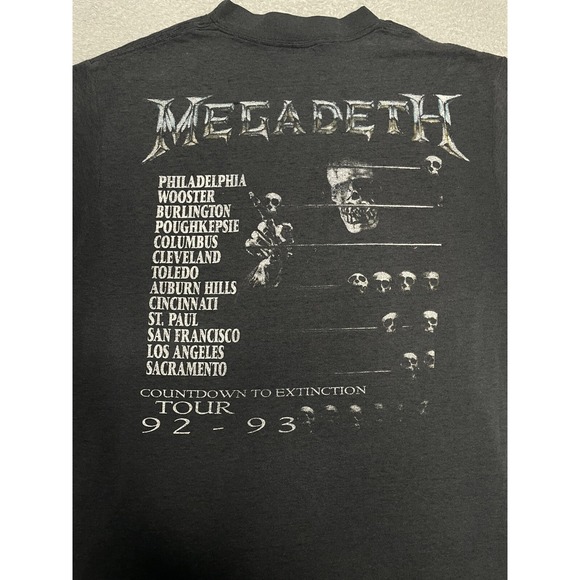 MEGADETH
PHILADELPHIA
WOOSTER
BURLINGTON
POUGHKEPSIE
COLUMBUS
CLEVELAND
TOLEDO
AUBURN HILLS
CINCINNATI
ST. PAUL
SAN FRANCISCO
LOS ANGELES
SACRAMENTO
COUNTDOWN TO EXTINCTION
TOUR
92 - 93